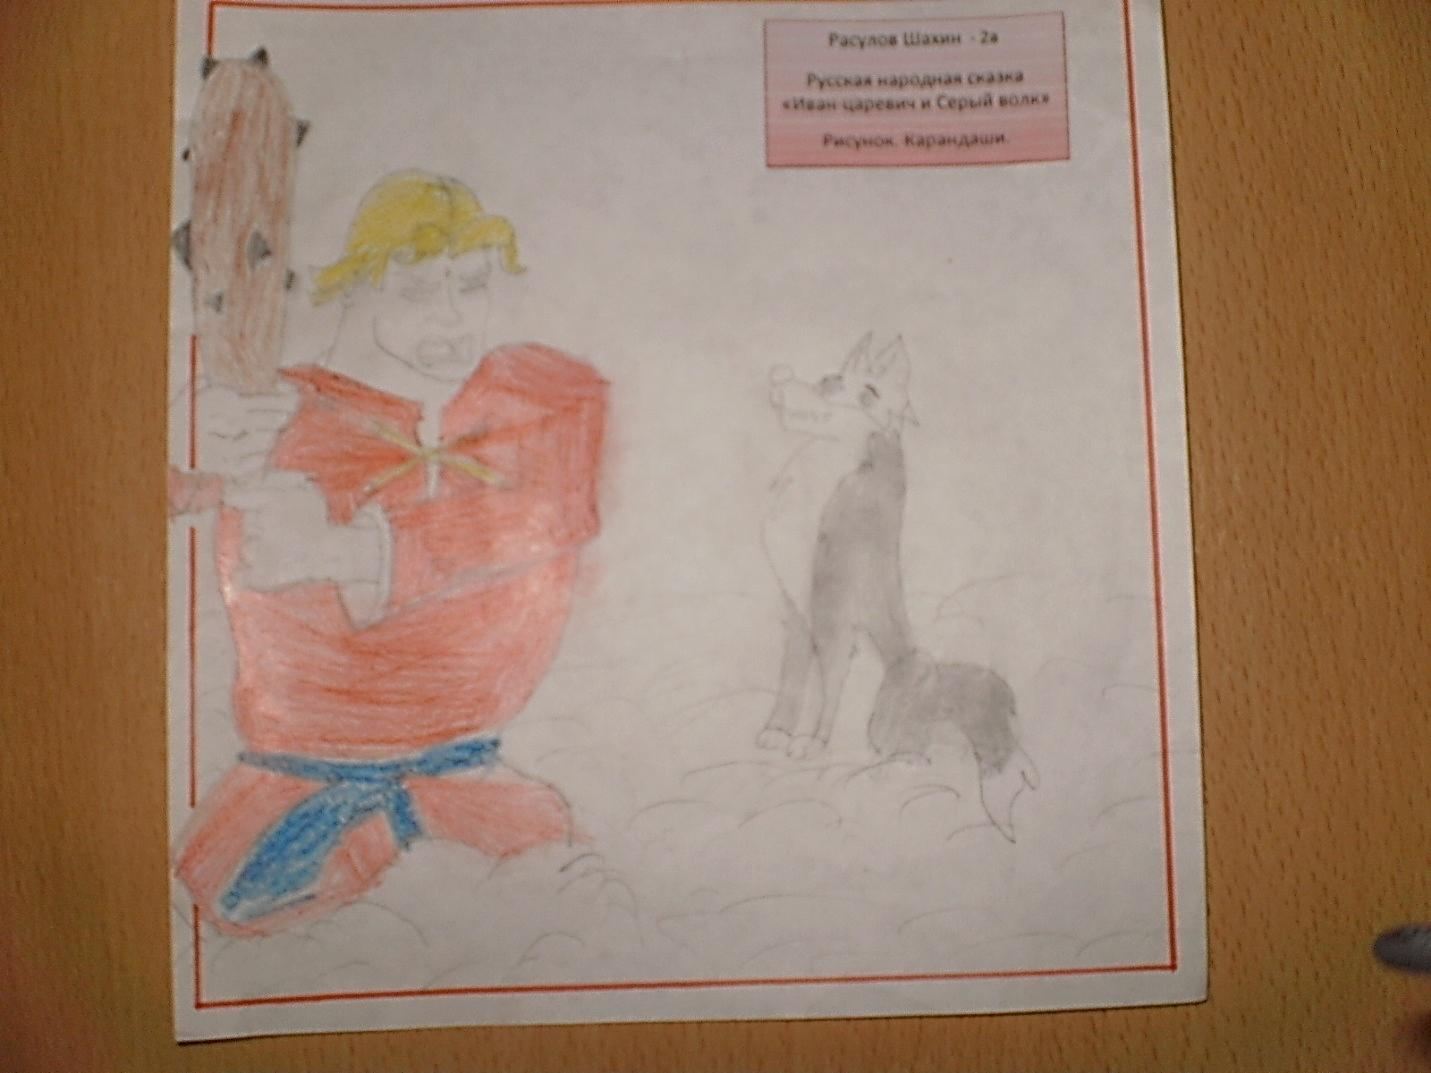 Расулов Шахин - 2а
Русская народная сказка
«Иван-царевич и Серый волк»
Рисунок. Карандаши.